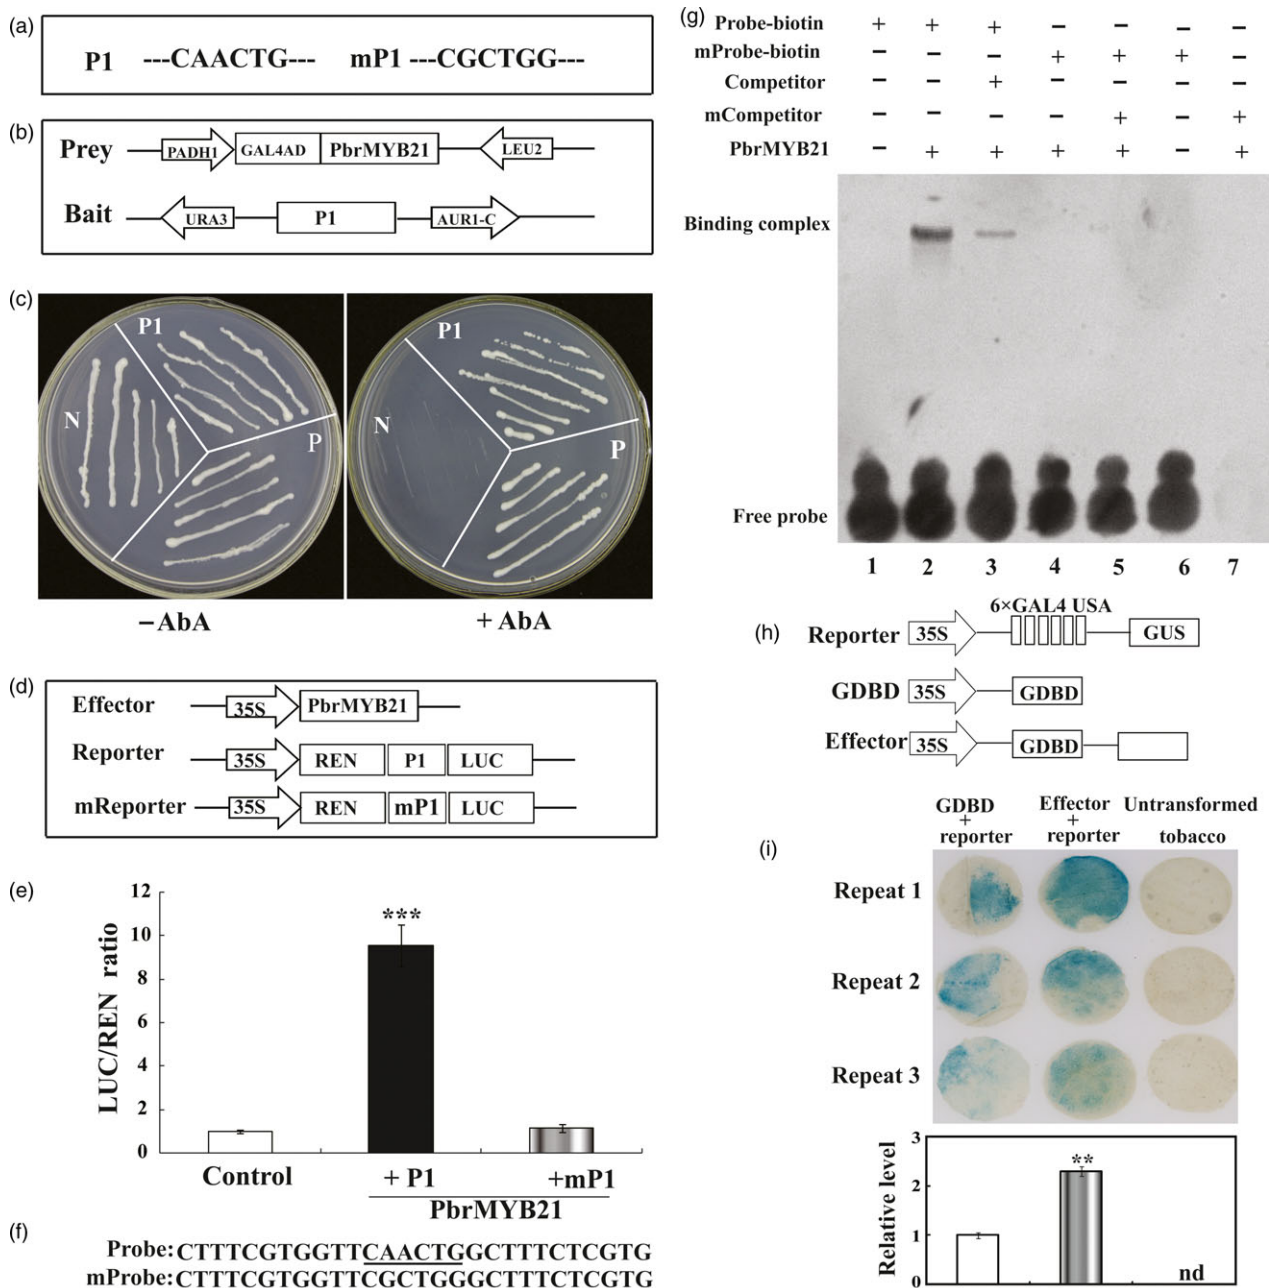 (a)
P1 ---CAACTG--- mP1 ---CGCTGG---
(b)
Prey PADH1 GAL4AD PbrMYB21 LEU2
Bait URA3 P1 AUR1-C
(c)
P1 N P
P1 N P
–AbA +AbA
(d)
Effector 35S PbrMYB21
Reporter 35S REN P1 LUC
mReporter 35S REN mP1 LUC
(e)
LUC/REN ratio
12
10
8
6
4
2
0
***
Control + P1 +mP1
PbrMYB21
(f)
Probe: CTTTCGTGGTTCAACTGGCTTTCTCGTG
mProbe: CTTTCGTGGTTCGCTGGGCTTTCTCGTG
(g)
Probe-biotin + + + – – – –
mProbe-biotin – – – + + + –
Competitor – – + – – – –
mCompetitor – – – – + – +
PbrMYB21 – + + + + – +
Binding complex
Free probe
1 2 3 4 5 6 7
(h)
6×GAL4 USA
Reporter 35S GUS
GDBD 35S GDBD
Effector 35S GDBD
(i)
GDBD + reporter
Effector + reporter
Untransformed tobacco
Repeat 1
Repeat 2
Repeat 3
Relative level
3
2
1
0
**
nd